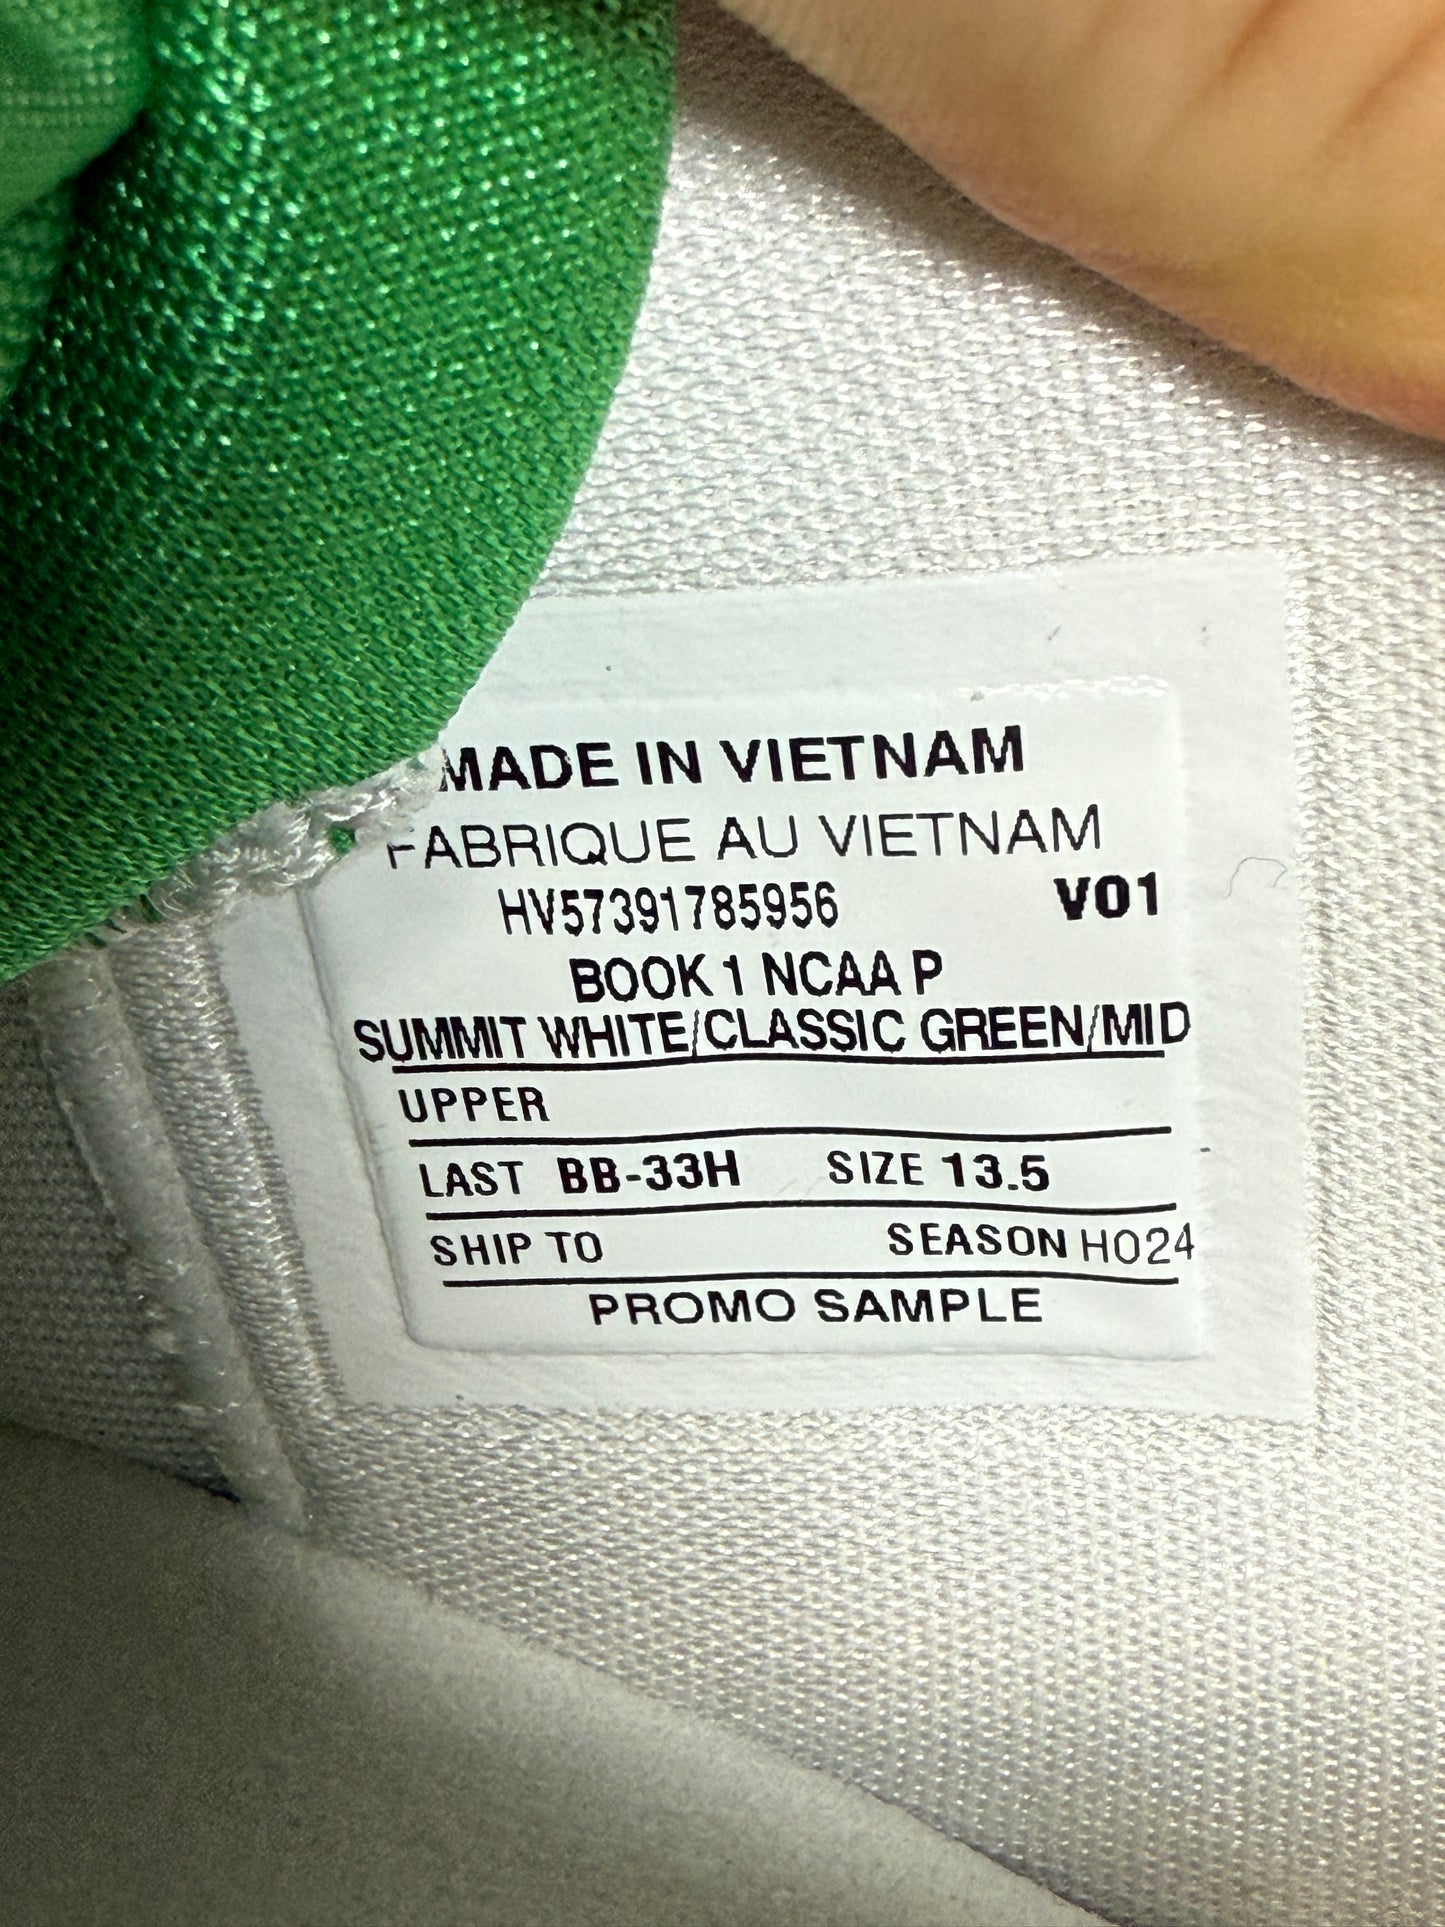 MADE IN VIETNAM
FABRIQUE AU VIETNAM
HV57391785956 V01
BOOK 1 NCAA P
SUMMIT WHITE/CLASSIC GREEN/MID
UPPER
LAST BB-33H SIZE 13.5
SHIP TO SEASON HO24
PROMO SAMPLE